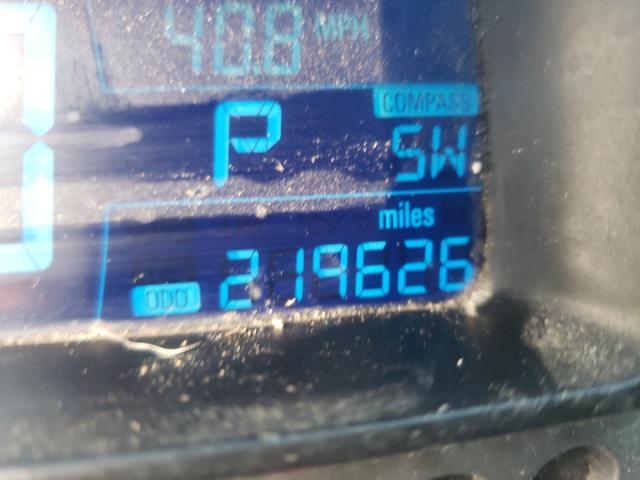 40.8 MPH
COMPASS
P SW
miles
ODO 219626